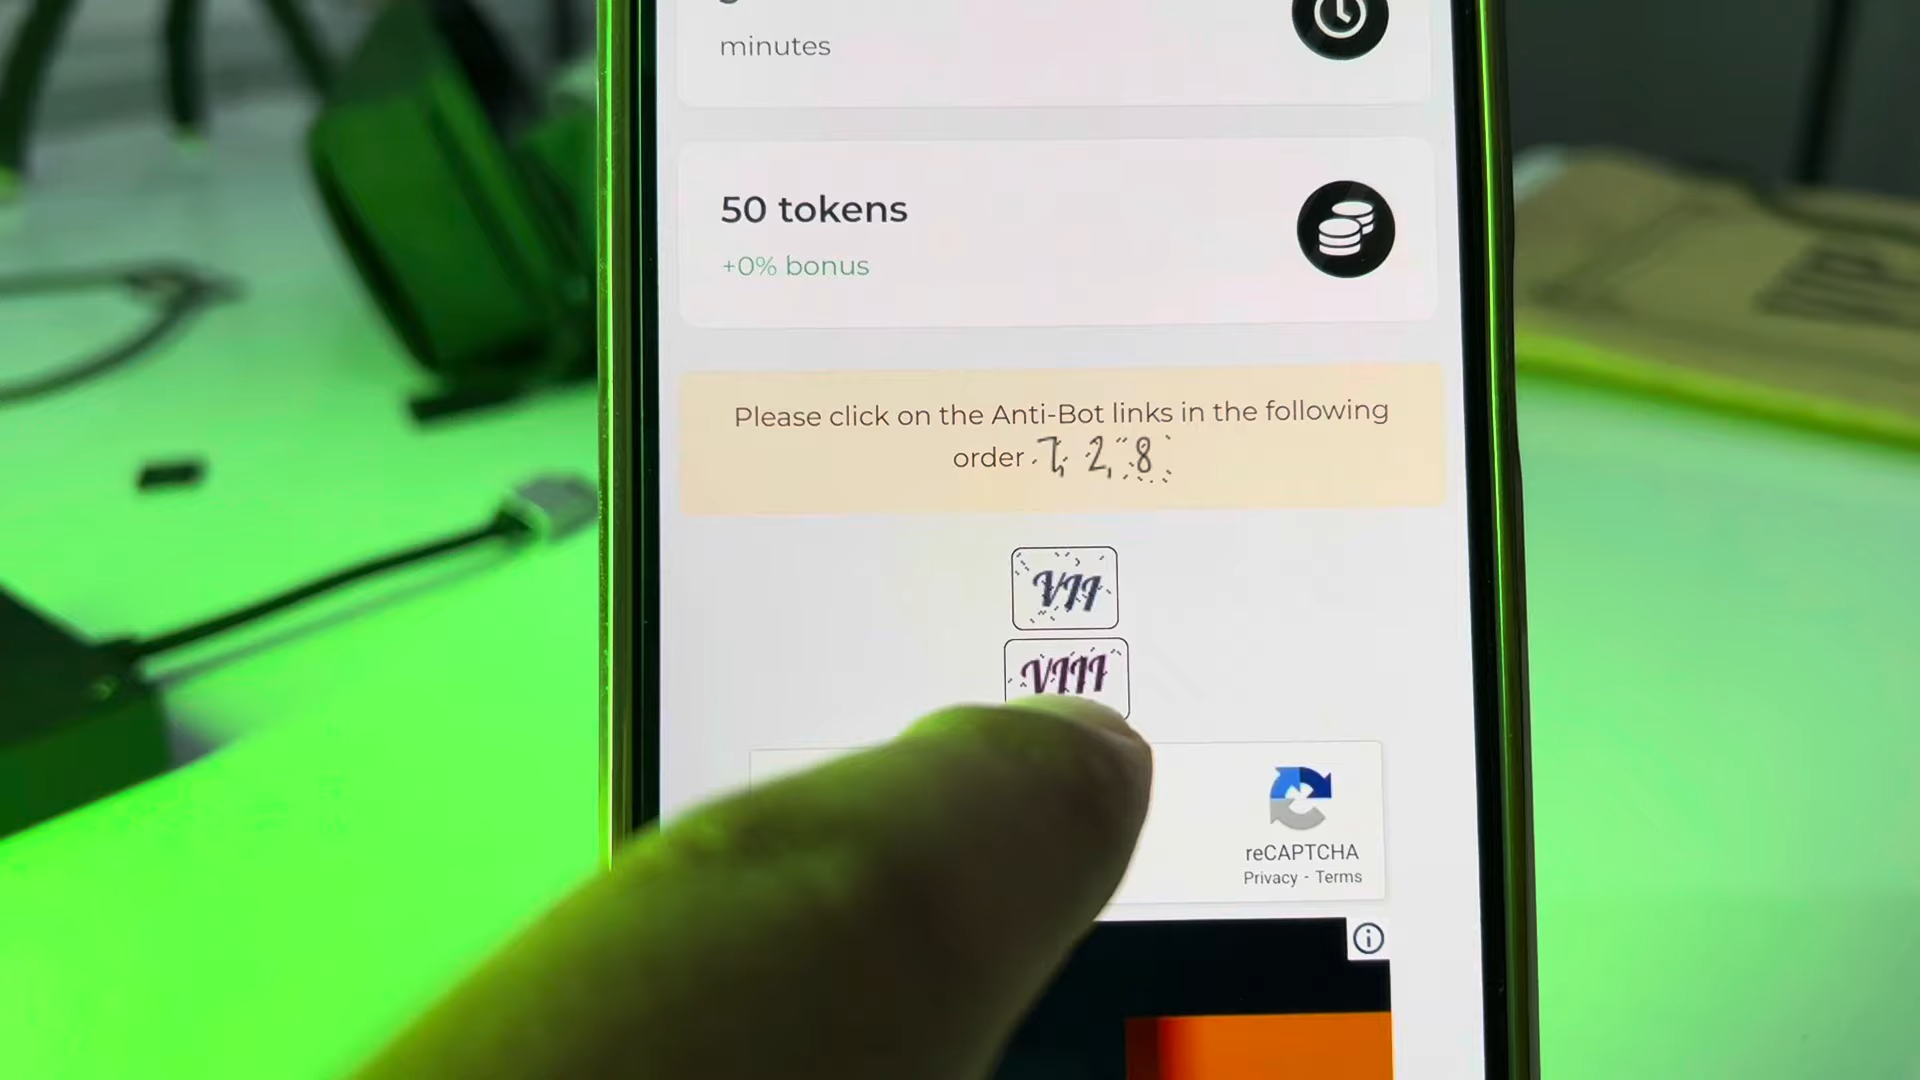 minutes
50 tokens
+0% bonus
Please click on the Anti-Bot links in the following
order 7, 2, 8
VII
VIII
reCAPTCHA
Privacy - Terms